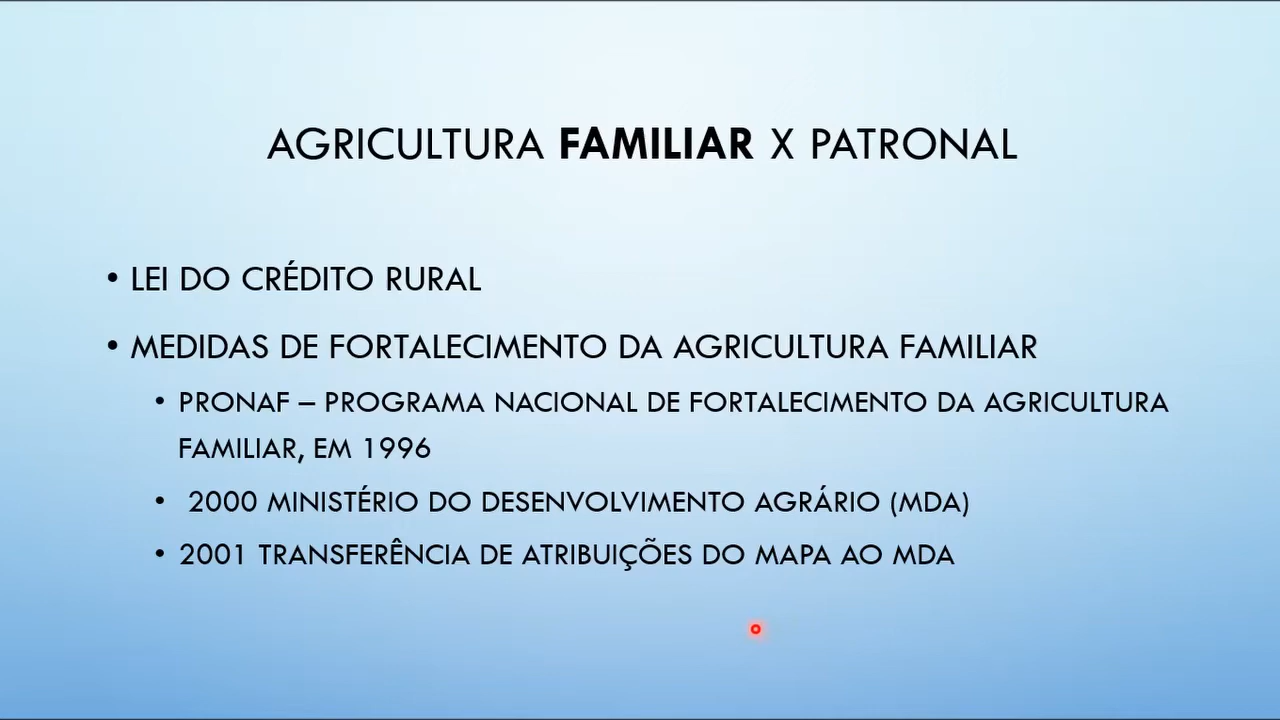 AGRICULTURA FAMILIAR X PATRONAL
• LEI DO CRÉDITO RURAL
• MEDIDAS DE FORTALECIMENTO DA AGRICULTURA FAMILIAR
• PRONAF – PROGRAMA NACIONAL DE FORTALECIMENTO DA AGRICULTURA
FAMILIAR, EM 1996
• 2000 MINISTÉRIO DO DESENVOLVIMENTO AGRÁRIO (MDA)
• 2001 TRANSFERÊNCIA DE ATRIBUIÇÕES DO MAPA AO MDA